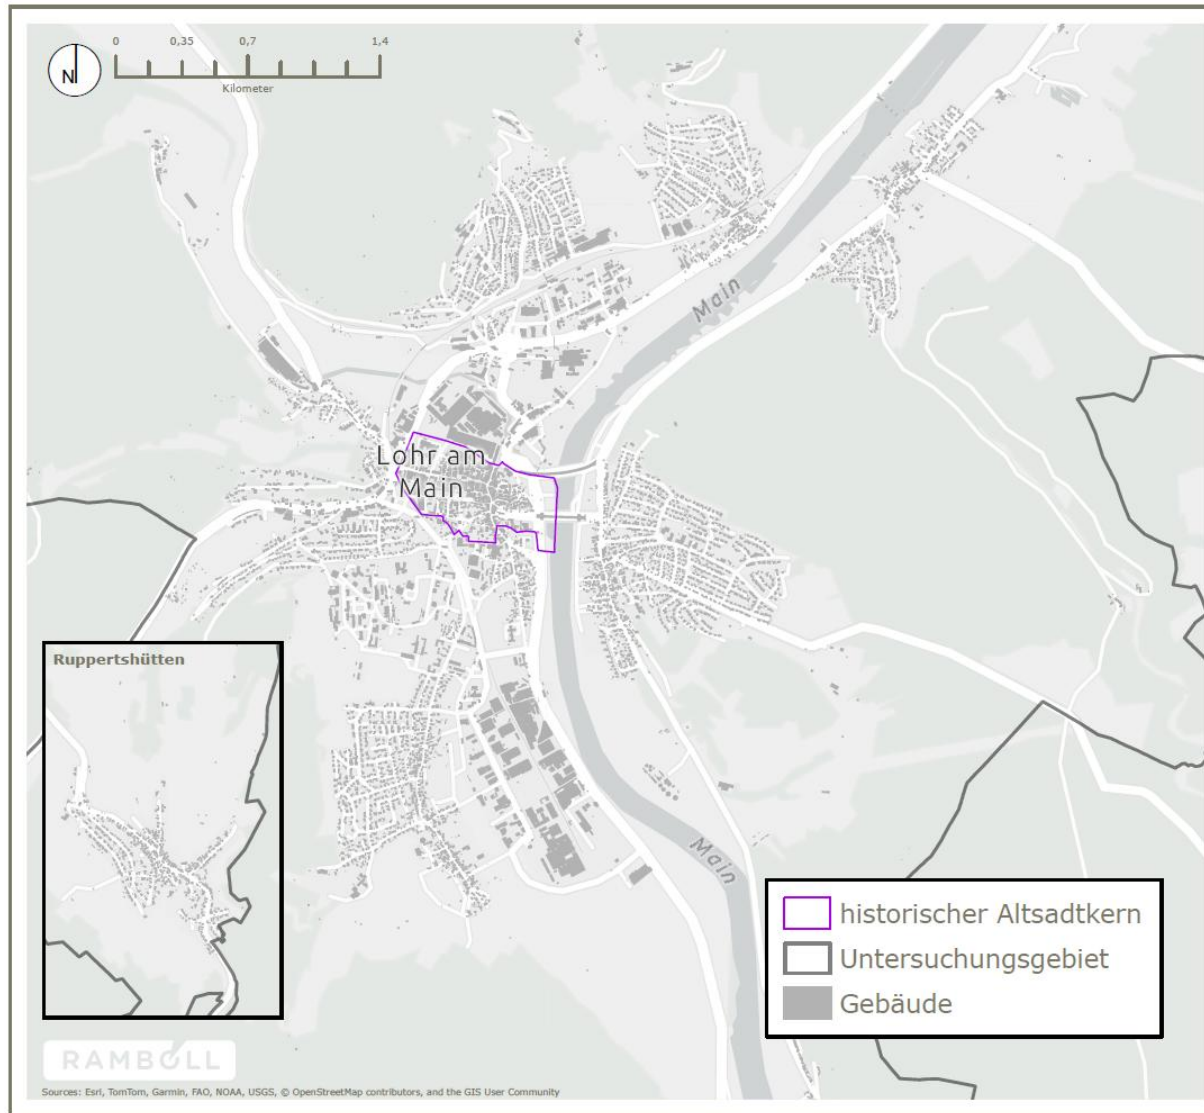 0 0,35 0,7 1,4
Kilometer
N
Main
Lohr am
Main
Ruppertshütten
Main
historischer Altsadtkern
Untersuchungsgebiet
Gebäude
RAMBOLL
Sources: Esri, TomTom, Garmin, FAO, NOAA, USGS, © OpenStreetMap contributors, and the GIS User Community